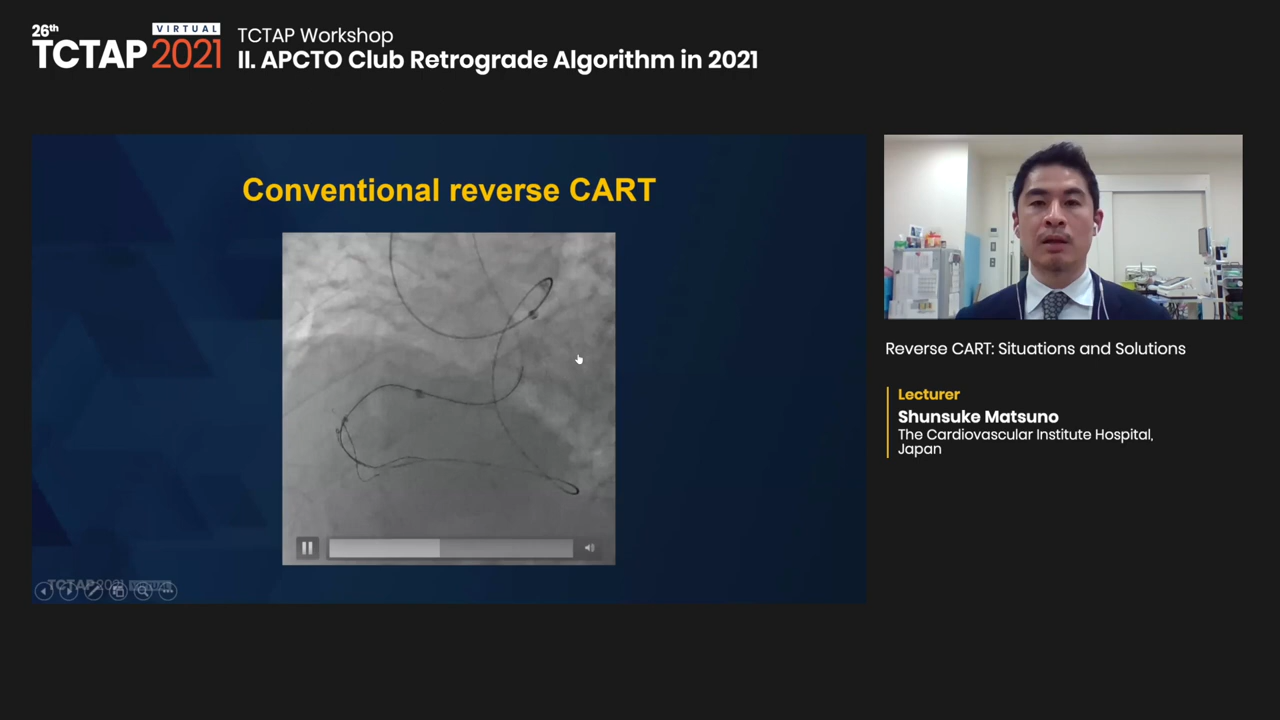 26th
TCTAP
VIRTUAL
2021
TCTAP Workshop
II. APCTO Club Retrograde Algorithm in 2021
Conventional reverse CART
TCTAP2021
Reverse CART: Situations and Solutions
Lecturer
Shunsuke Matsuno
The Cardiovascular Institute Hospital,
Japan